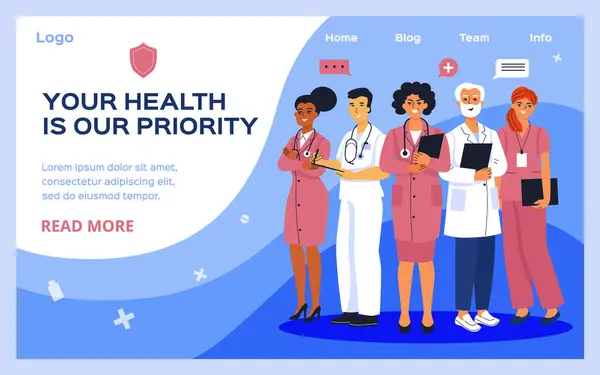 Logo
Home Blog Team Info
YOUR HEALTH
IS OUR PRIORITY
Lorem ipsum dolor sit amet,
consectetur adipiscing elit,
sed do eiusmod tempor.
READ MORE